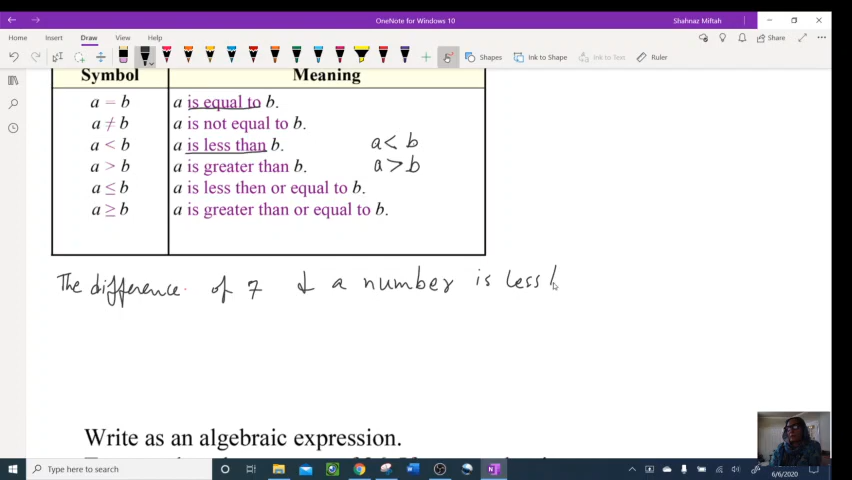 OneNote for Windows 10
Shahnaz Miftah
Home Insert Draw View Help
Share
Shapes Ink to Shape Ink to Text Ruler
Symbol Meaning
a = b a is equal to b.
a ≠ b a is not equal to b.
a < b a is less than b. a < b
a > b a is greater than b. a > b
a ≤ b a is less then or equal to b.
a ≥ b a is greater than or equal to b.
The difference of 7 & a number is less
Write as an algebraic expression.
Type here to search
6/6/2020